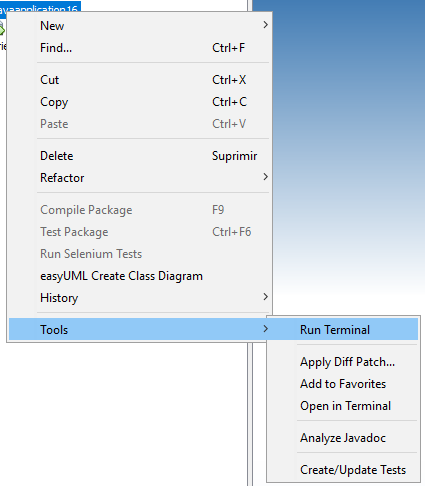 New
Find... Ctrl+F
Cut Ctrl+X
Copy Ctrl+C
Paste Ctrl+V
Delete Suprimir
Refactor
Compile Package F9
Test Package Ctrl+F6
Run Selenium Tests
easyUML Create Class Diagram
History
Tools
Run Terminal
Apply Diff Patch...
Add to Favorites
Open in Terminal
Analyze Javadoc
Create/Update Tests